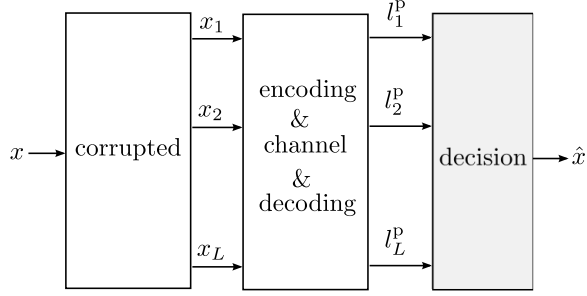 x
corrupted
x_1
x_2
x_L
encoding
&
channel
&
decoding
l_1^p
l_2^p
l_L^p
decision
x̂